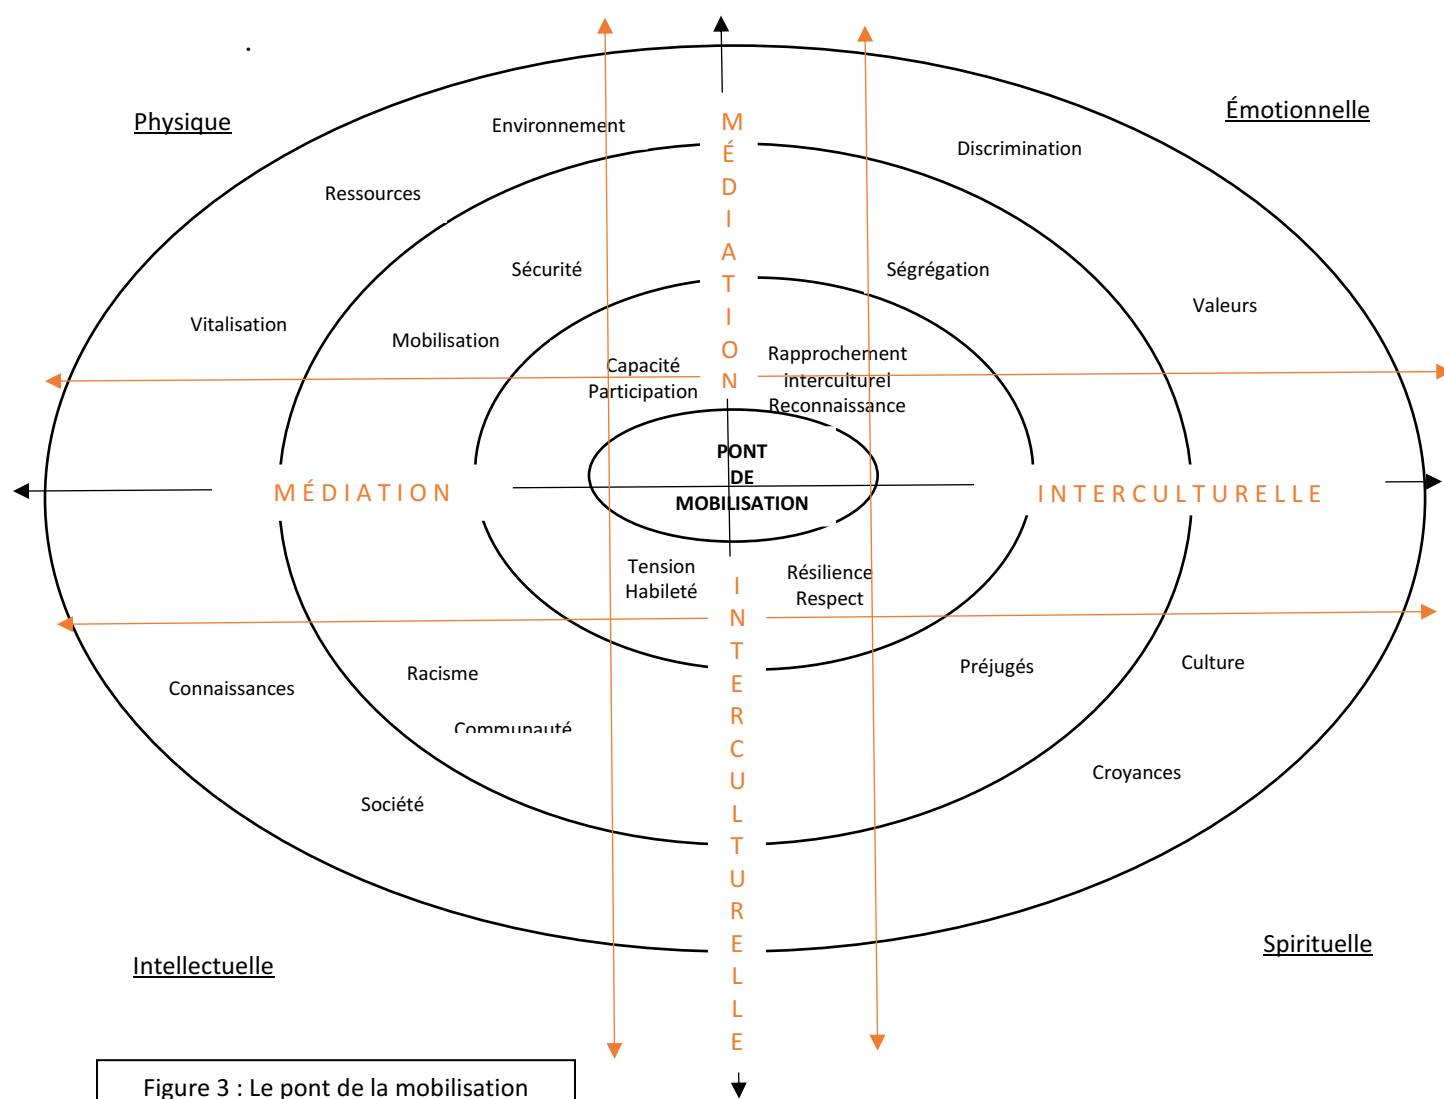 Physique
Émotionnelle
Environnement
Discrimination
Ressources
Sécurité
Ségrégation
Vitalisation
Mobilisation
Valeurs
Capacité
Participation
Rapprochement
interculturel
Reconnaissance
MÉDIATION
PONT
DE
MOBILISATION
MÉDIATION
INTERCULTURELLE
Tension
Habileté
Résilience
Respect
INTERCULTURELLE
Connaissances
Racisme
Préjugés
Culture
Communauté
Société
Croyances
Intellectuelle
Spirituelle
Figure 3 : Le pont de la mobilisation